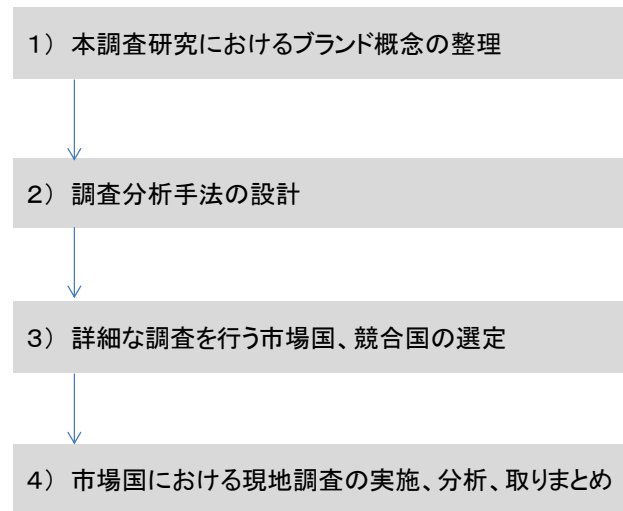 １） 本調査研究におけるブランド概念の整理
２） 調査分析手法の設計
３） 詳細な調査を行う市場国、競合国の選定
４） 市場国における現地調査の実施、分析、取りまとめ